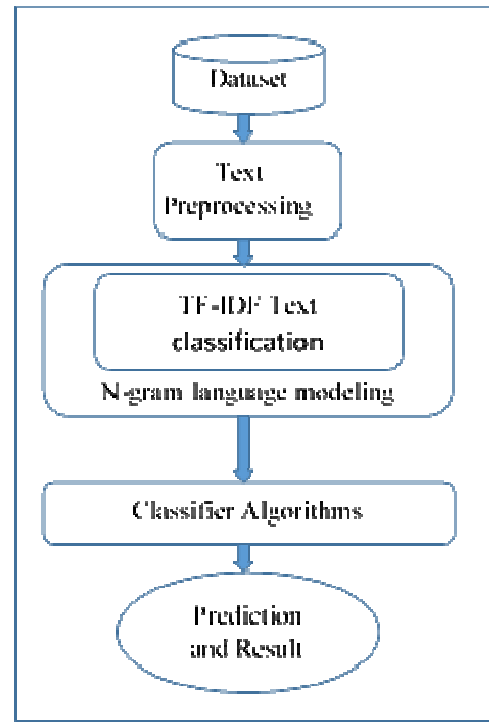 Dataset
Text
Preprocessing
TF-IDF Text
classification
N-gram language modeling
Classifier Algorithms
Prediction
and Result